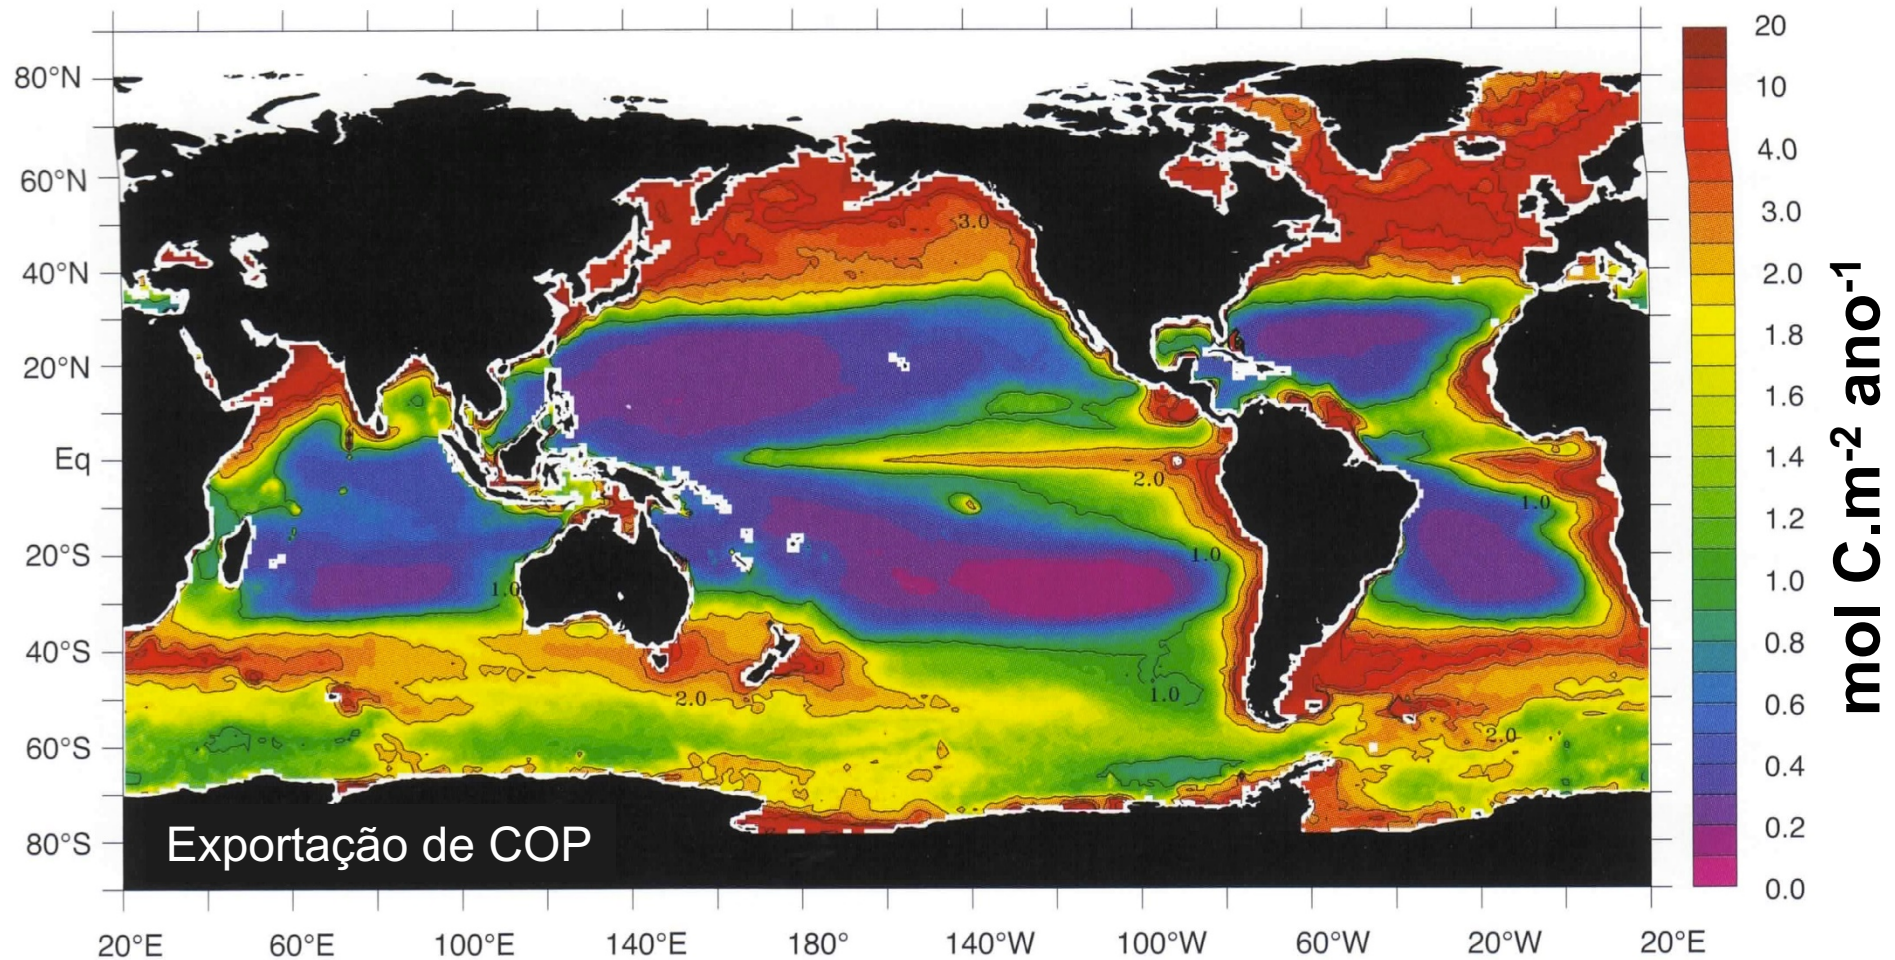 80°N
60°N
40°N
20°N
Eq
20°S
40°S
60°S
80°S
3.0
2.0
1.0
1.0
1.0
2.0
1.0
2.0
Exportação de COP
20°E 60°E 100°E 140°E 180° 140°W 100°W 60°W 20°W 20°E
20
10
4.0
3.0
2.0
1.8
1.6
1.4
1.2
1.0
0.8
0.6
0.4
0.2
0.0
mol C.m⁻² ano⁻¹